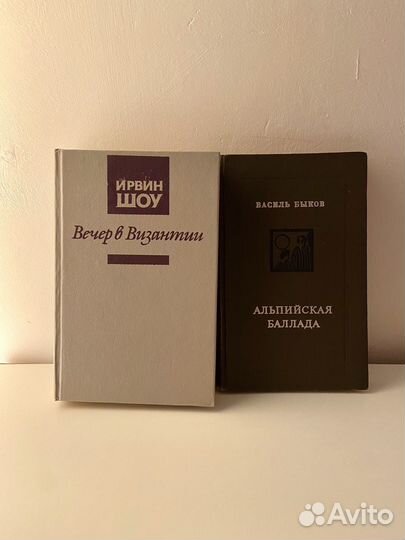 ИРВИН
ШОУ
Вечер в Византии
ВАСИЛЬ БЫКОВ
АЛЬПИЙСКАЯ
БАЛЛАДА
Avito